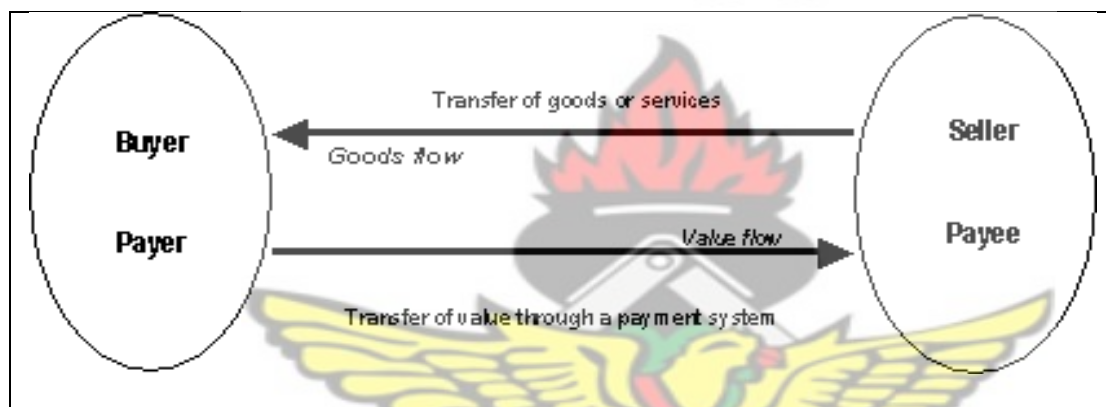 Transfer of goods or services
Buyer
Seller
Goods flow
Payer
Value flow
Payee
Transfer of value through a payment system